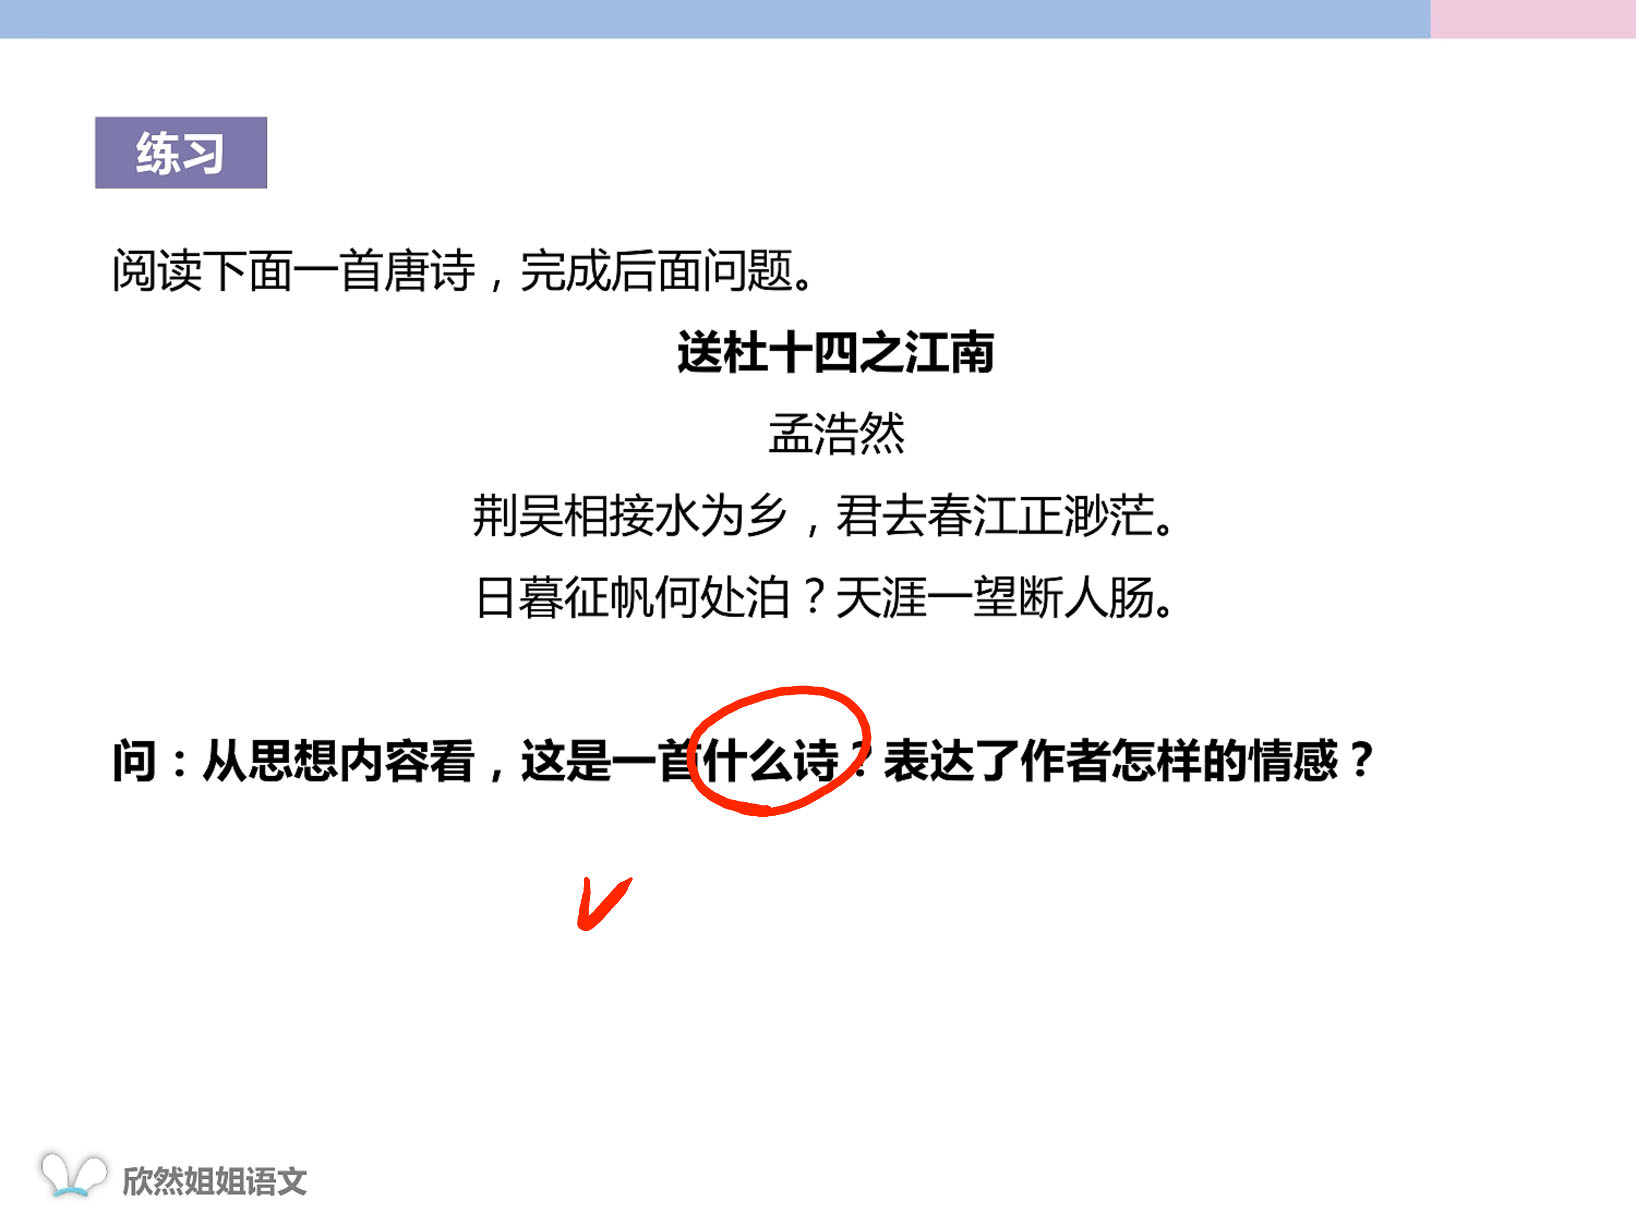 练习
阅读下面一首唐诗，完成后面问题。
送杜十四之江南
孟浩然
荆吴相接水为乡，君去春江正渺茫。
日暮征帆何处泊？天涯一望断人肠。
问：从思想内容看，这是一首什么诗？表达了作者怎样的情感？
欣然姐姐语文